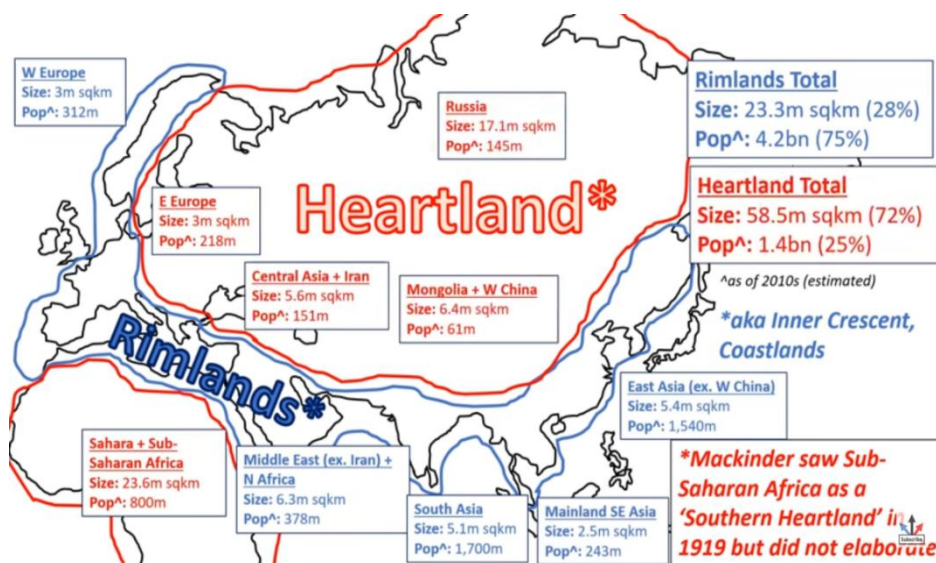 W Europe
Size: 3m sqkm
Pop^: 312m
Russia
Size: 17.1m sqkm
Pop^: 145m
Rimlands Total
Size: 23.3m sqkm (28%)
Pop^: 4.2bn (75%)
Heartland*
Heartland Total
Size: 58.5m sqkm (72%)
Pop^: 1.4bn (25%)
^as of 2010s (estimated)
E Europe
Size: 3m sqkm
Pop^: 218m
Central Asia + Iran
Size: 5.6m sqkm
Pop^: 151m
Mongolia + W China
Size: 6.4m sqkm
Pop^: 61m
*aka Inner Crescent,
Coastlands
Rimlands*
East Asia (ex. W China)
Size: 5.4m sqkm
Pop^: 1,540m
Sahara + Sub-
Saharan Africa
Size: 23.6m sqkm
Pop^: 800m
Middle East (ex. Iran) +
N Africa
Size: 6.3m sqkm
Pop^: 378m
South Asia
Size: 5.1m sqkm
Pop^: 1,700m
Mainland SE Asia
Size: 2.5m sqkm
Pop^: 243m
*Mackinder saw Sub-
Saharan Africa as a
'Southern Heartland' in
1919 but did not elaborate
Subscribe